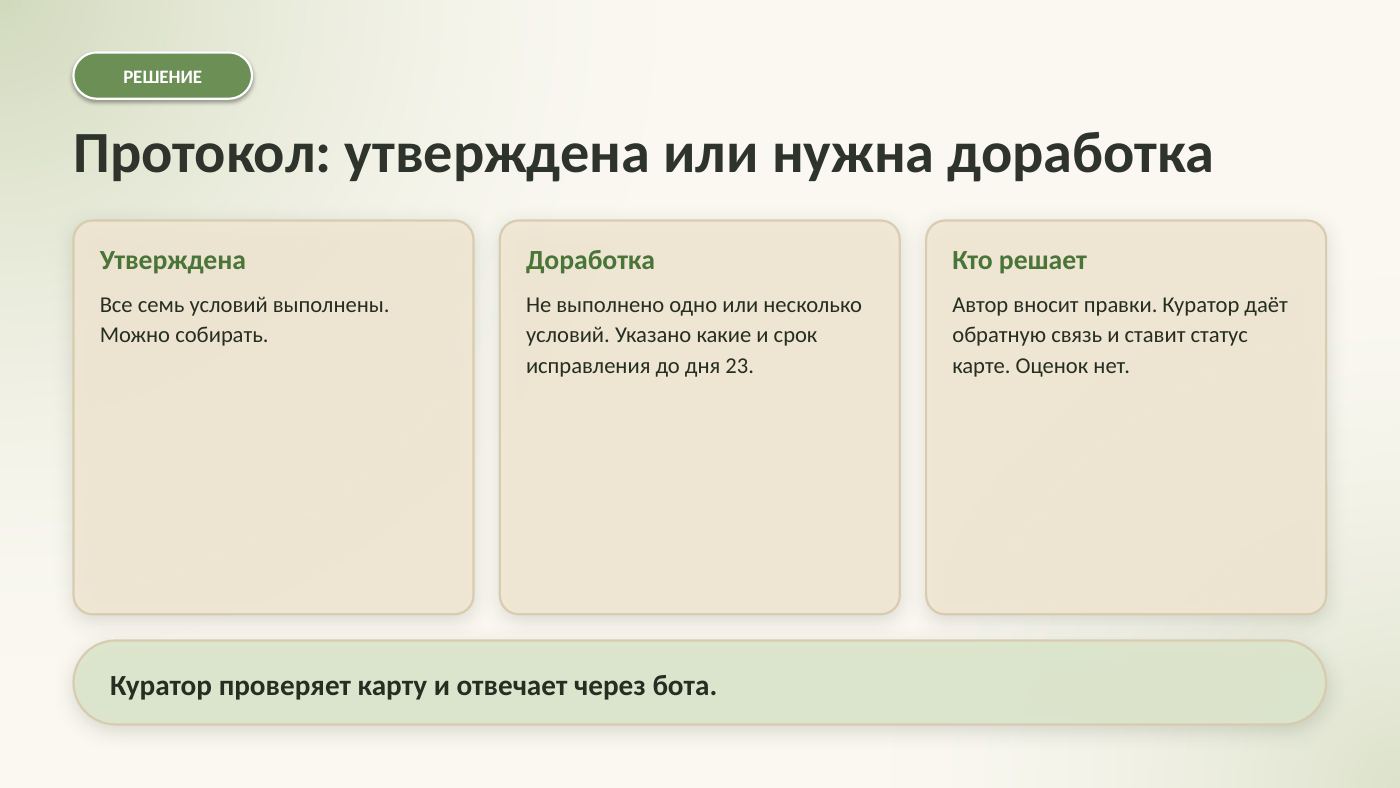 РЕШЕНИЕ
Протокол: утверждена или нужна доработка
Утверждена
Все семь условий выполнены.
Можно собирать.
Доработка
Не выполнено одно или несколько
условий. Указано какие и срок
исправления до дня 23.
Кто решает
Автор вносит правки. Куратор даёт
обратную связь и ставит статус
карте. Оценок нет.
Куратор проверяет карту и отвечает через бота.